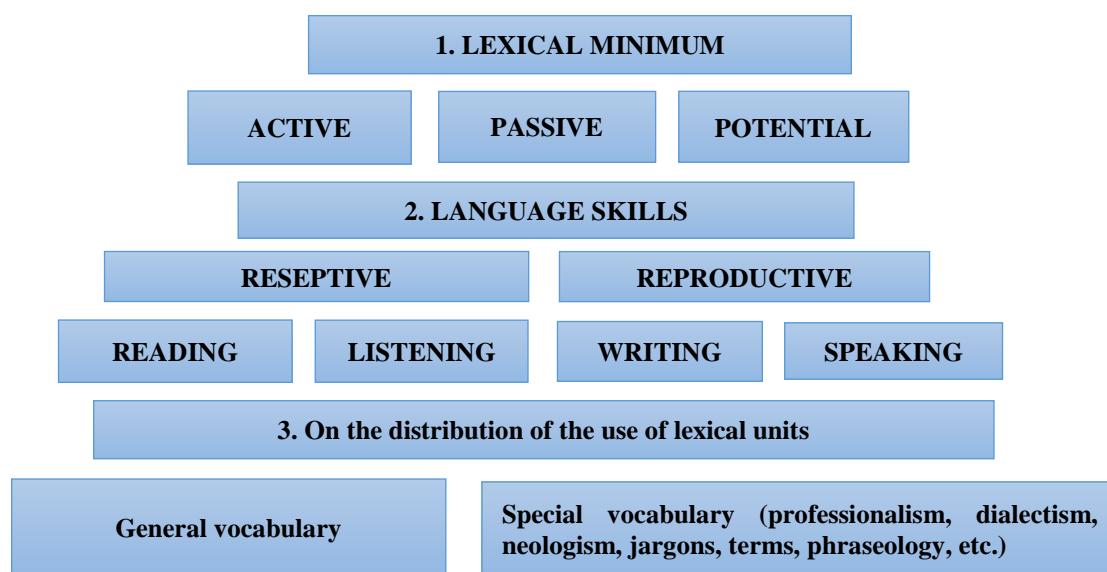 1. LEXICAL MINIMUM
ACTIVE
PASSIVE
POTENTIAL
2. LANGUAGE SKILLS
RESEPTIVE
REPRODUCTIVE
READING
LISTENING
WRITING
SPEAKING
3. On the distribution of the use of lexical units
General vocabulary
Special vocabulary (professionalism, dialectism,
neologism, jargons, terms, phraseology, etc.)